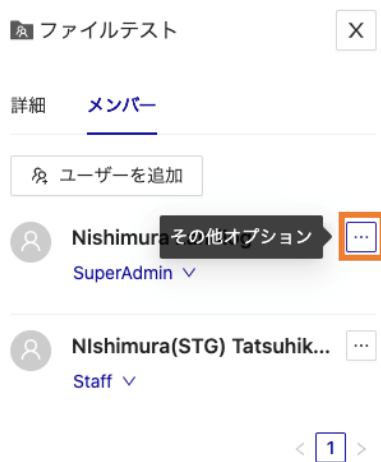 ファイルテスト
X
詳細 メンバー
ユーザーを追加
Nishimura その他オプション ...
SuperAdmin
NIshimura(STG) Tatsuhik... ...
Staff
< 1 >